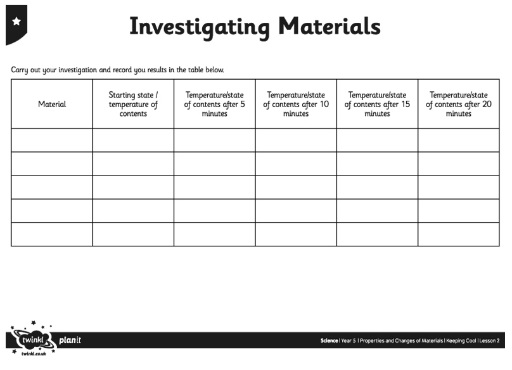 Investigating Materials
Carry out your investigation and record you results in the table below.
Material
Starting state /
temperature of
contents
Temperature/state
of contents after 5
minutes
Temperature/state
of contents after 10
minutes
Temperature/state
of contents after 15
minutes
Temperature/state
of contents after 20
minutes
twinkl planit
twinkl.co.uk
Science | Year 5 | Properties and Changes of Materials | Keeping Cool | Lesson 3